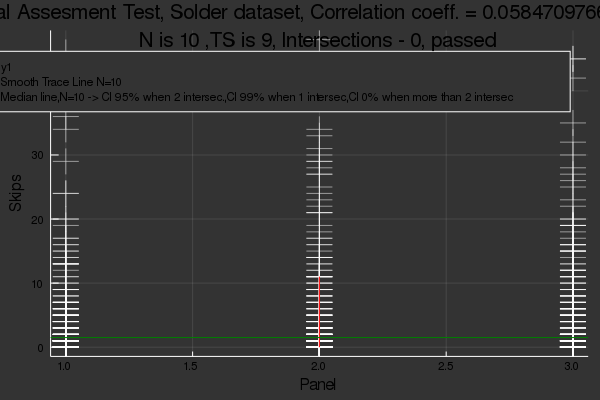 al Assesment Test, Solder dataset, Correlation coeff. = 0.0584709766
N is 10 ,TS is 9, Intersections - 0, passed
y1
Smooth Trace Line N=10
Median line,N=10 -> CI 95% when 2 intersec.,CI 99% when 1 intersec,CI 0% when more than 2 intersec
30
20
10
0
Skips
1.0 1.5 2.0 2.5 3.0
Panel